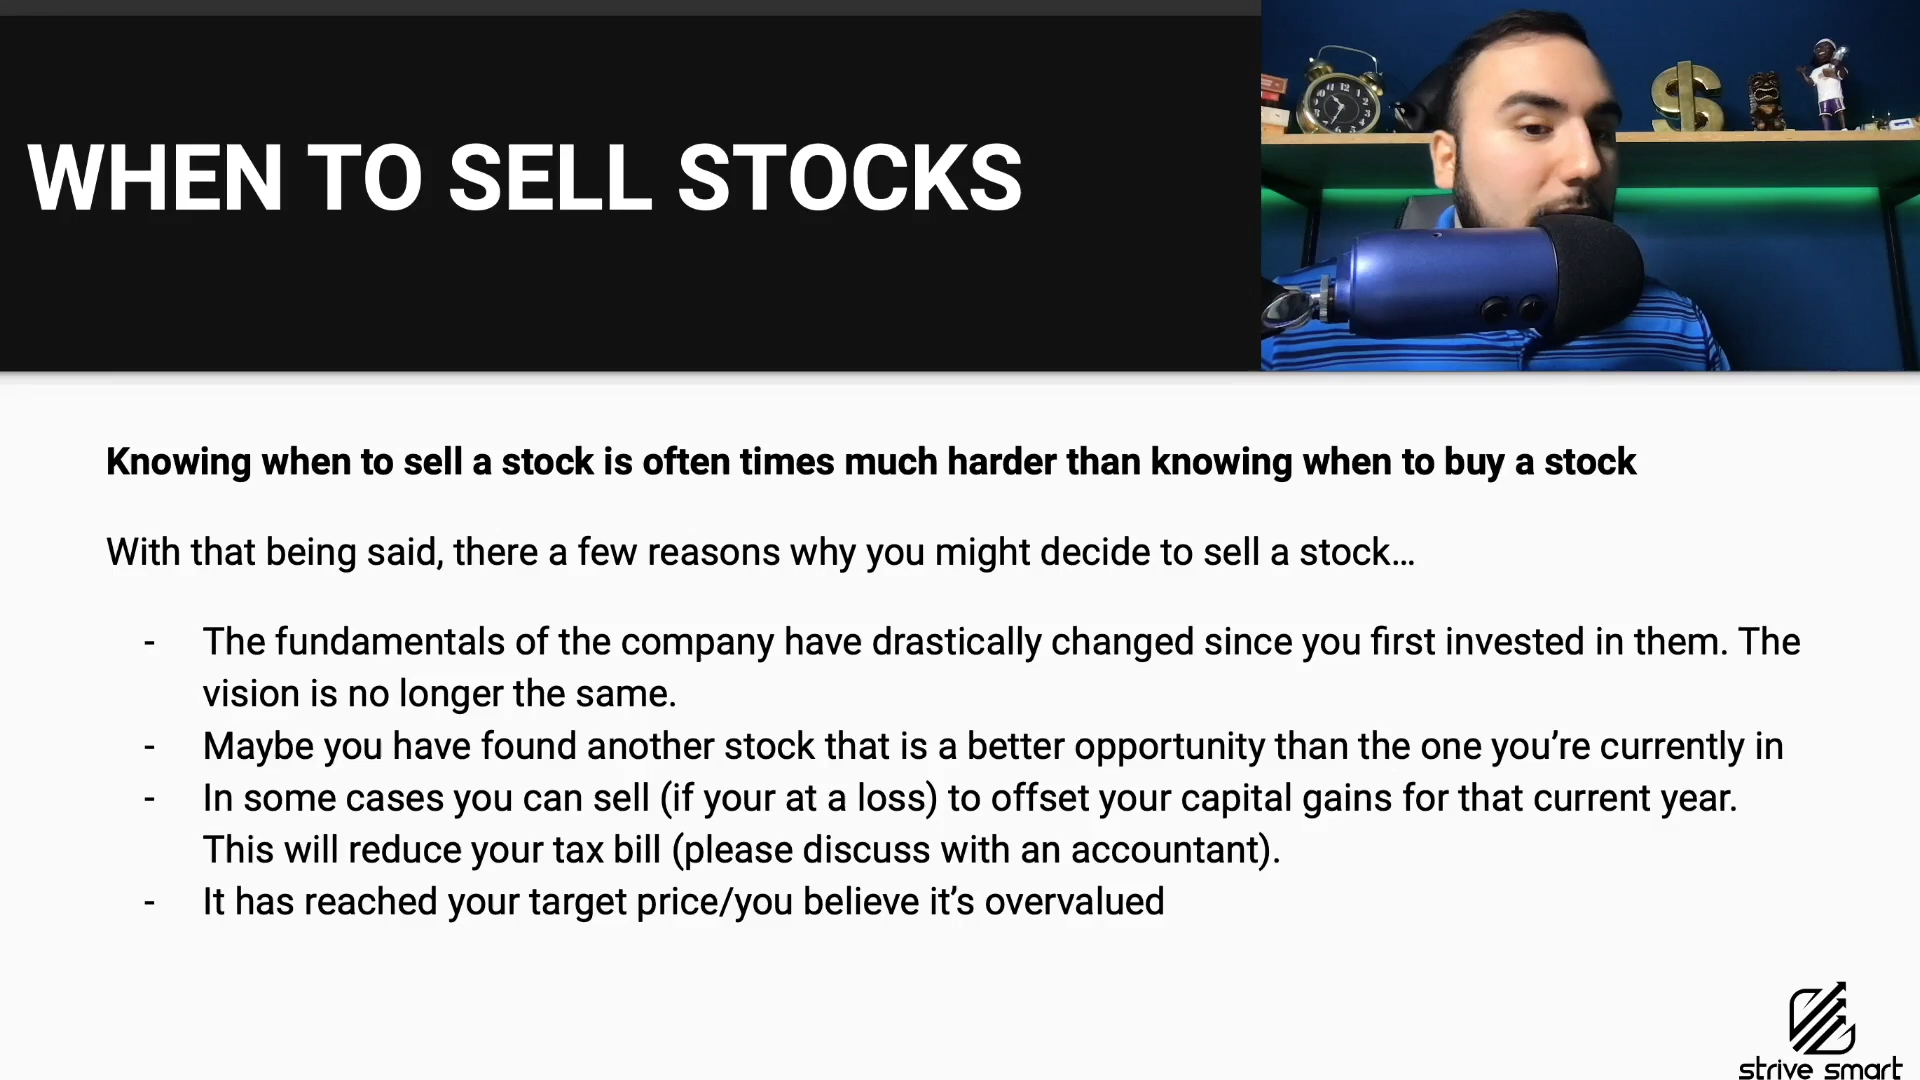 WHEN TO SELL STOCKS
Knowing when to sell a stock is often times much harder than knowing when to buy a stock
With that being said, there a few reasons why you might decide to sell a stock...
- The fundamentals of the company have drastically changed since you first invested in them. The
vision is no longer the same.
- Maybe you have found another stock that is a better opportunity than the one you’re currently in
- In some cases you can sell (if your at a loss) to offset your capital gains for that current year.
This will reduce your tax bill (please discuss with an accountant).
- It has reached your target price/you believe it’s overvalued
strive smart